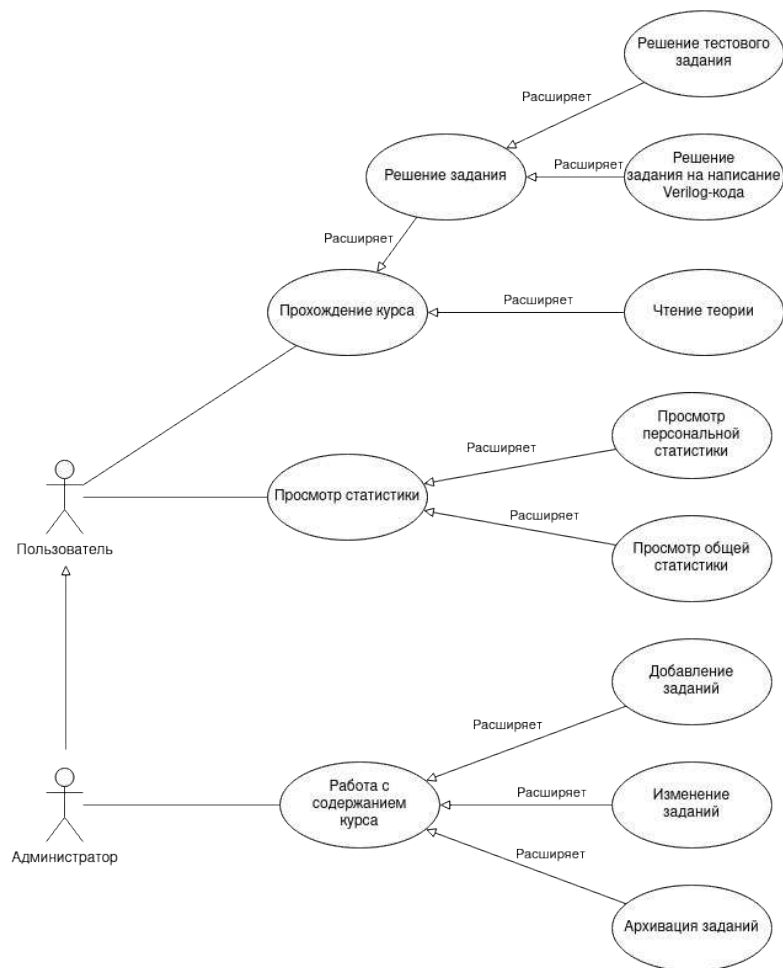 Решение тестового
задания
Расширяет
Решение задания
Расширяет
Решение
задания на написание
Verilog-кода
Расширяет
Прохождение курса
Расширяет
Чтение теории
Просмотр
персональной
статистики
Расширяет
Просмотр статистики
Расширяет
Просмотр общей
статистики
Пользователь
Добавление
заданий
Расширяет
Работа с
содержанием
курса
Расширяет
Изменение
заданий
Администратор
Расширяет
Архивация заданий